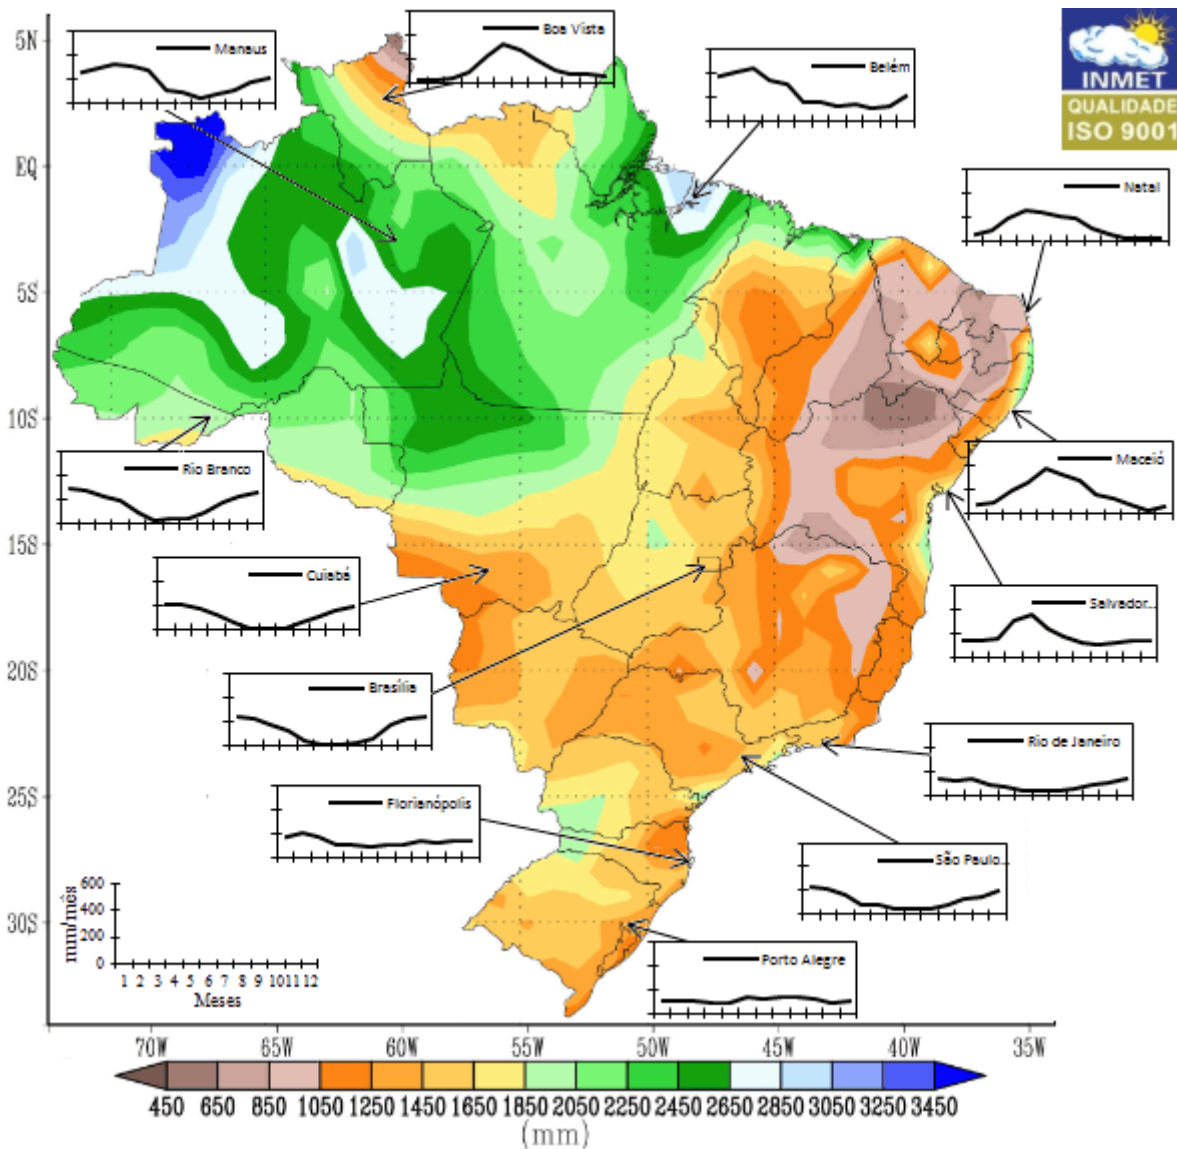 5N
EQ
5S
10S
15S
20S
25S
30S
Manaus
Boa Vista
Belém
INMET
QUALIDADE
ISO 9001
Natal
Rio Branco
Maceió
Cuiabá
Salvador...
Brasília
Rio de Janeiro
Florianópolis
São Paulo...
Porto Alegre
mm/mês
600
400
200
0
1 2 3 4 5 6 7 8 9 10 11 12
Meses
70W 65W 60W 55W 50W 45W 40W 35W
450 650 850 1050 1250 1450 1650 1850 2050 2250 2450 2650 2850 3050 3250 3450
(mm)